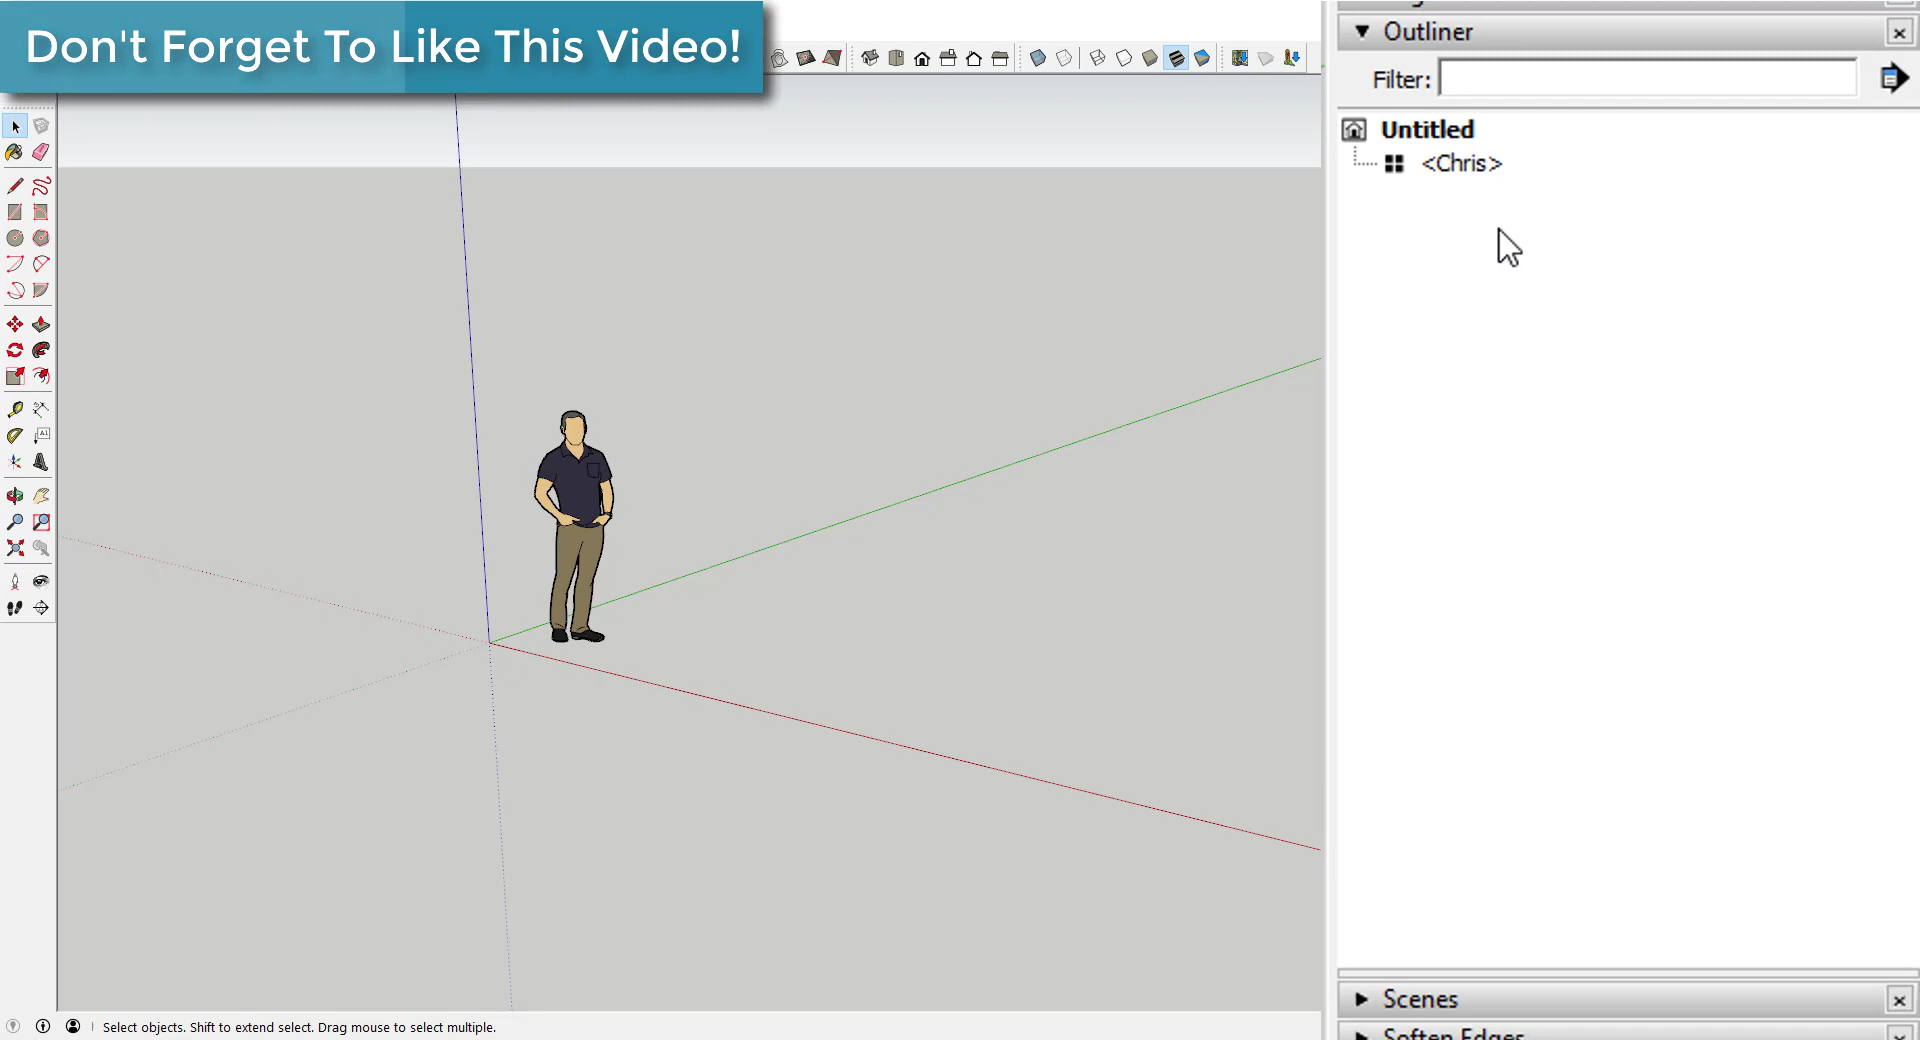 Don't Forget To Like This Video!
Outliner
Filter:
Untitled
<Chris>
A1
Scenes
Soften Edges
Select objects. Shift to extend select. Drag mouse to select multiple.